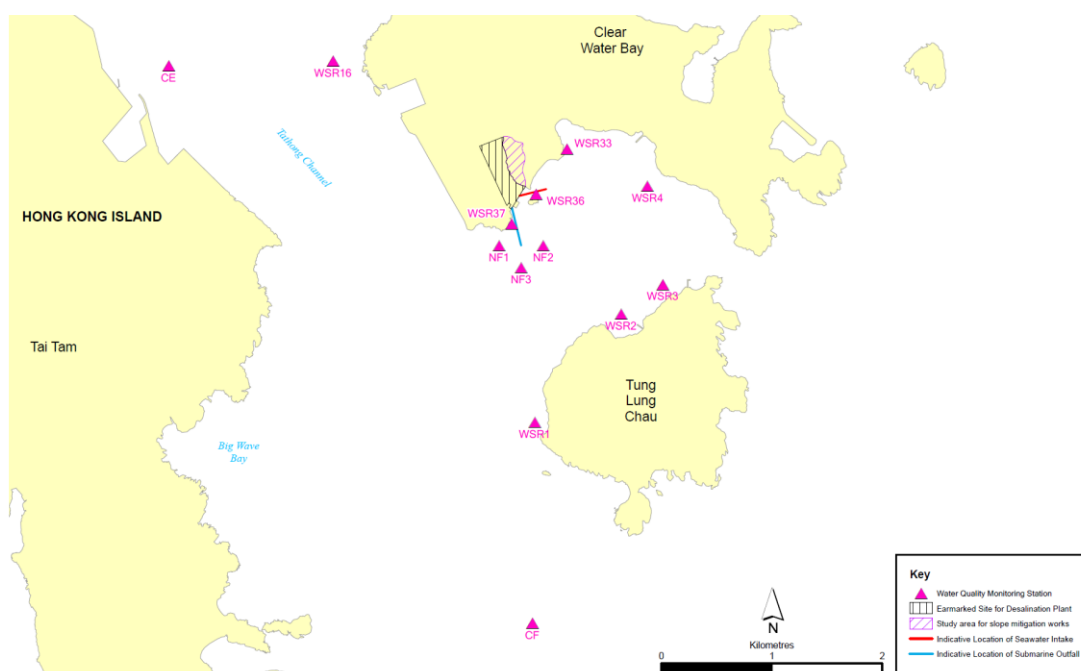 Clear
Water Bay
CE
WSR16
Tathong Channel
WSR33
WSR4
WSR36
HONG KONG ISLAND
WSR37
NF1
NF2
NF3
WSR3
WSR2
Tai Tam
Tung
Lung
Chau
WSR1
Big Wave
Bay
CF
N
Kilometres
0
1
2
Key
Water Quality Monitoring Station
Earmarked Site for Desalination Plant
Study area for slope mitigation works
Indicative Location of Seawater Intake
Indicative Location of Submarine Outfall